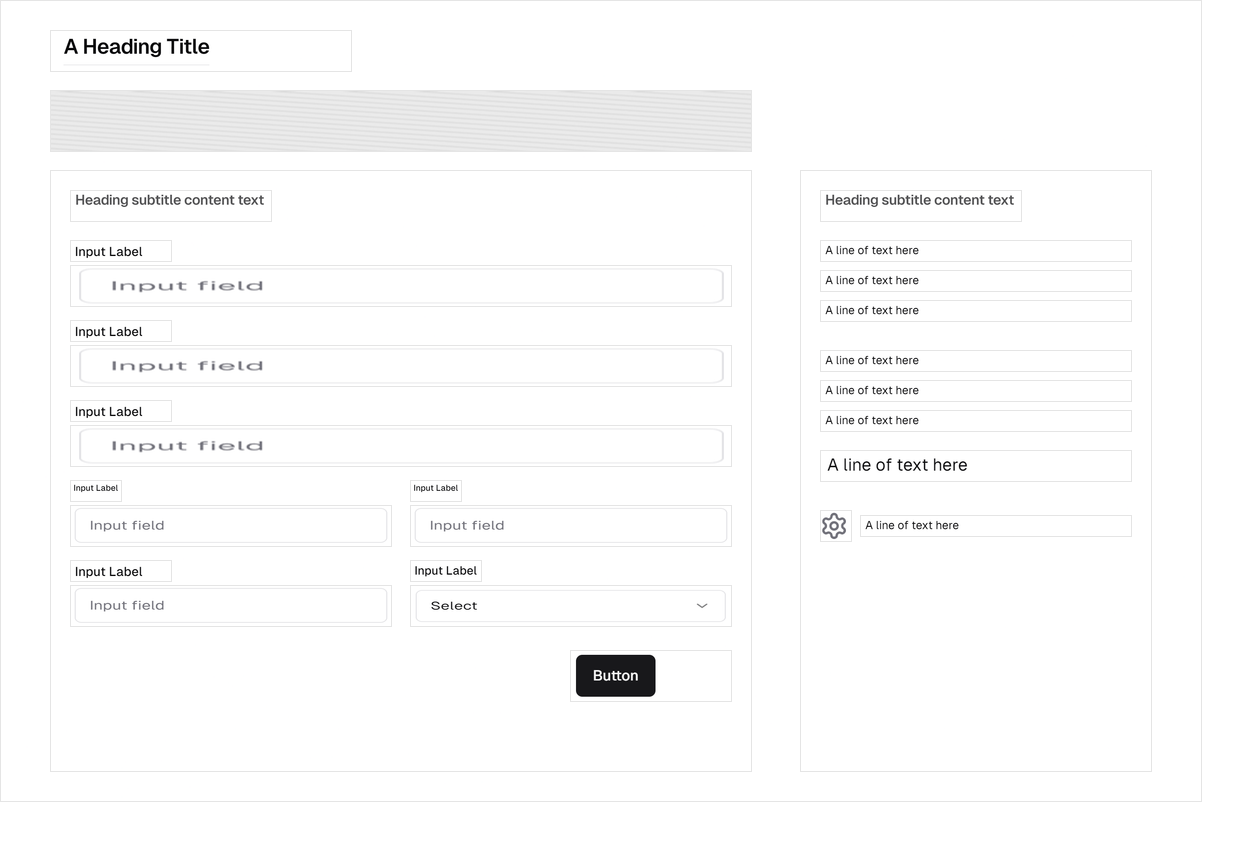 A Heading Title
Heading subtitle content text
Input Label
Input field
Input Label
Input field
Input Label
Input field
Input Label
Input Label
Input field
Input field
Input Label
Input Label
Input field
Select
Button
Heading subtitle content text
A line of text here
A line of text here
A line of text here
A line of text here
A line of text here
A line of text here
A line of text here
A line of text here